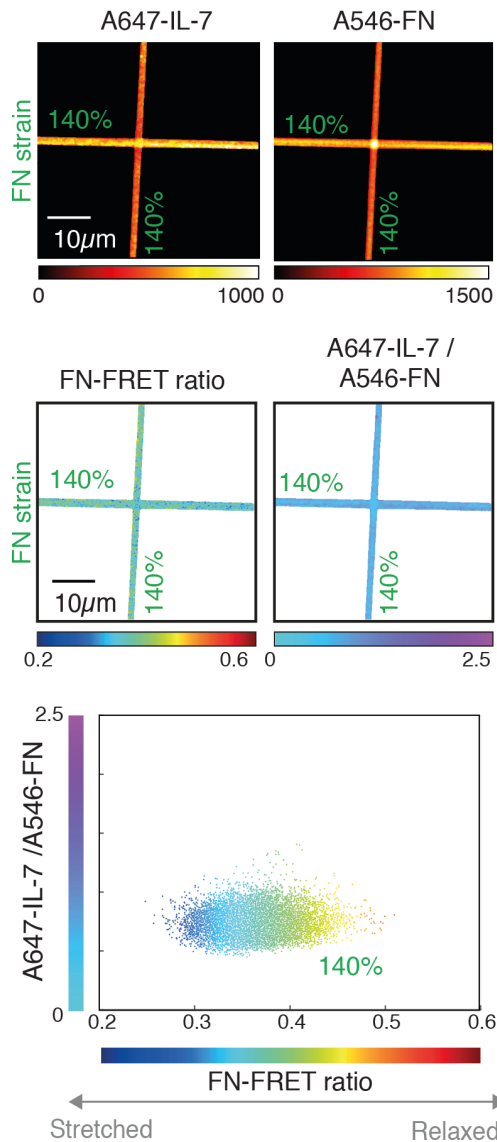 A647-IL-7
A546-FN
FN strain
140%
140%
10µm
140%
140%
0
1000
0
1500
FN-FRET ratio
A647-IL-7 /
A546-FN
FN strain
140%
140%
10µm
140%
140%
0.2
0.6
0
2.5
A647-IL-7 /A546-FN
2.5
0
140%
0.2
0.3
0.4
0.5
0.6
FN-FRET ratio
Stretched
Relaxed